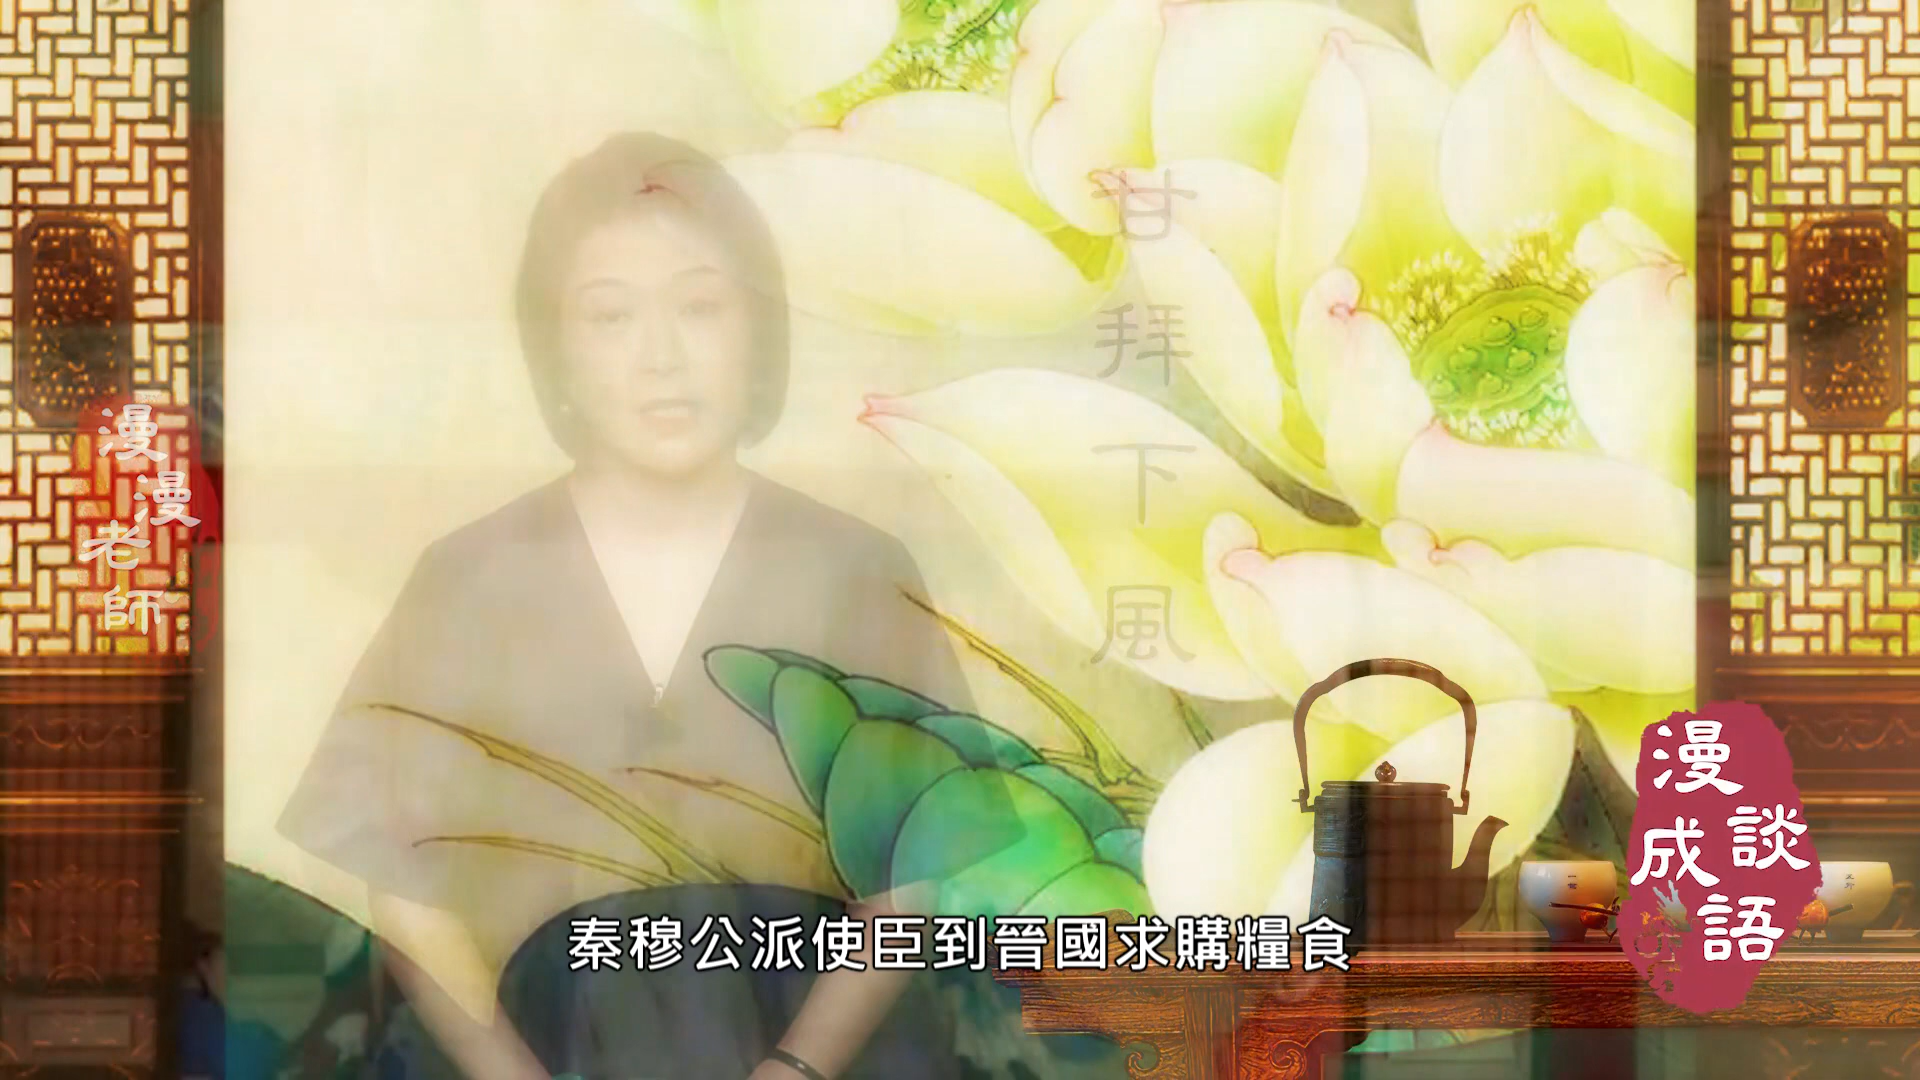 甘拜下風
漫漫老師
漫談成語
秦穆公派使臣到晉國求購糧食